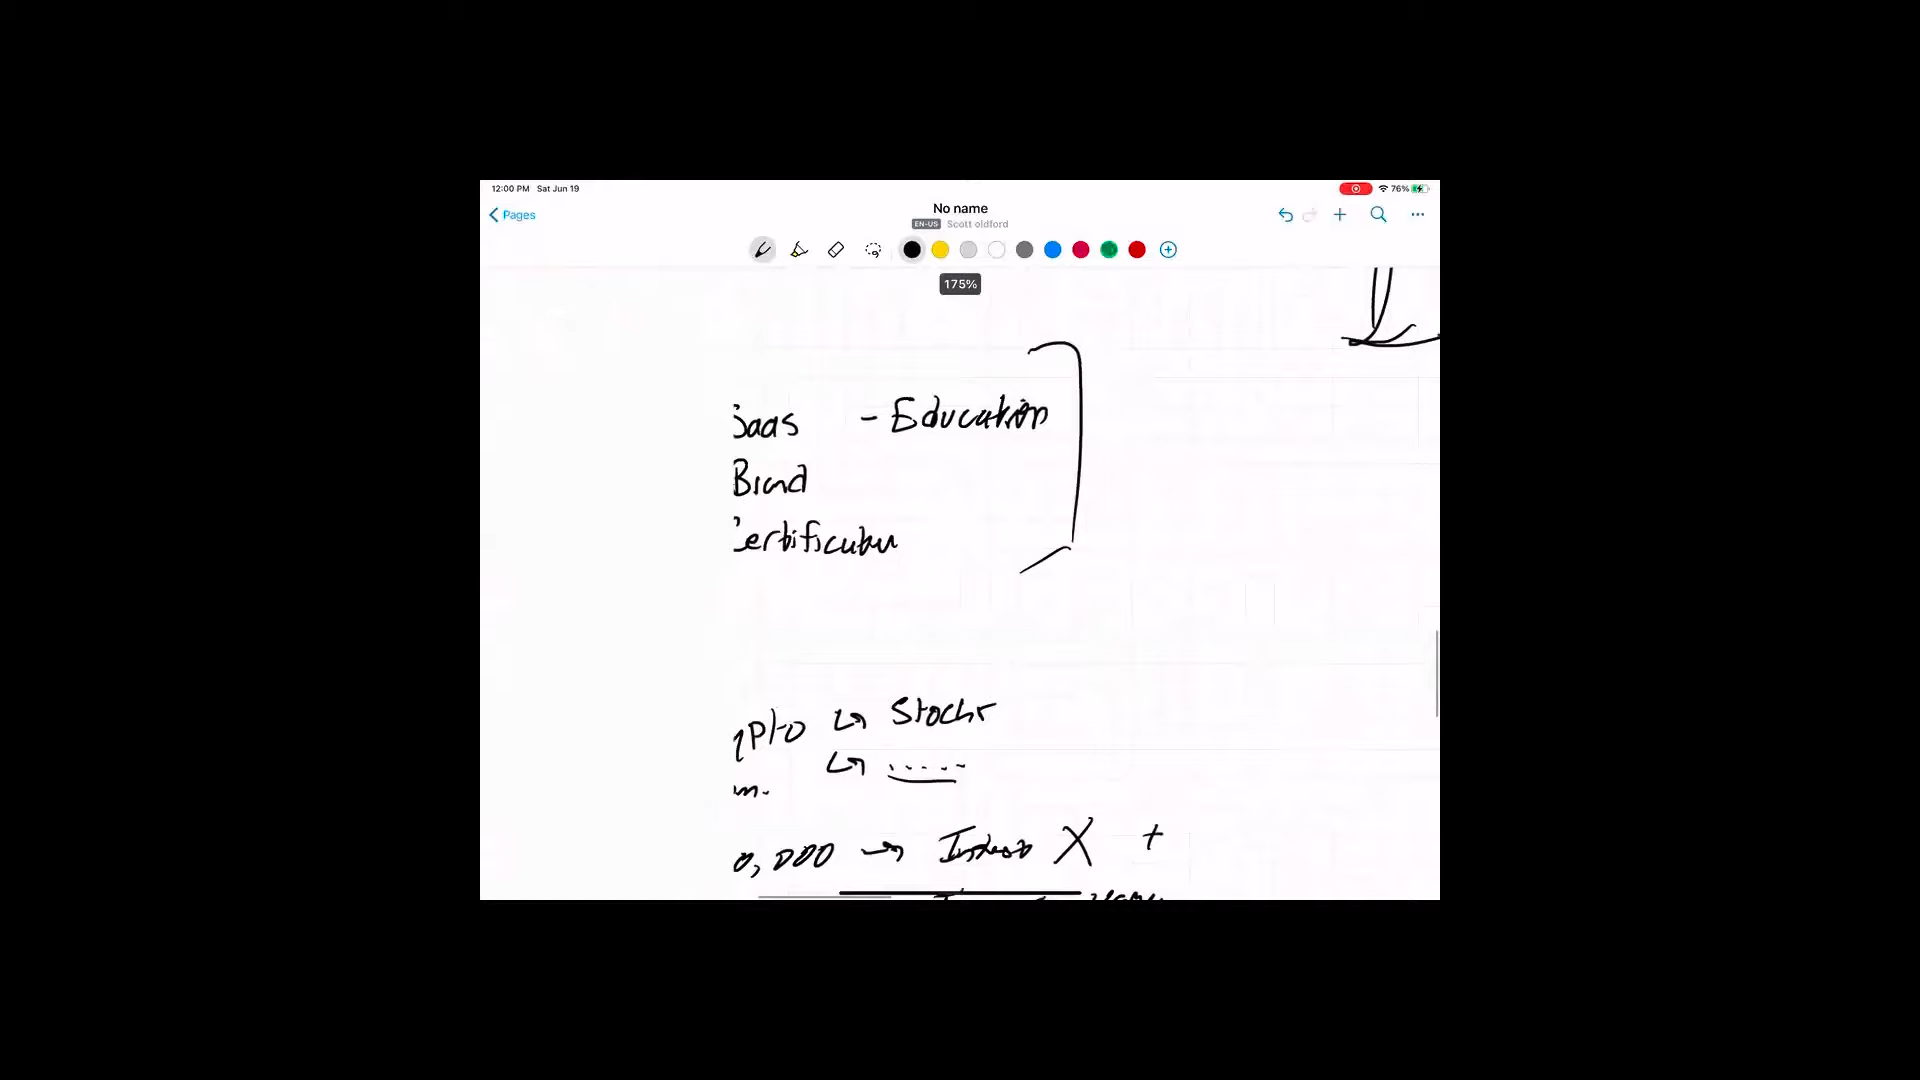 12:00 PM Sat Jun 19
76%
Pages
No name
EN-US Scott oldford
175%
Saas - Education
Brand
Certification
Stocks
.....
m.
0,000 → X +